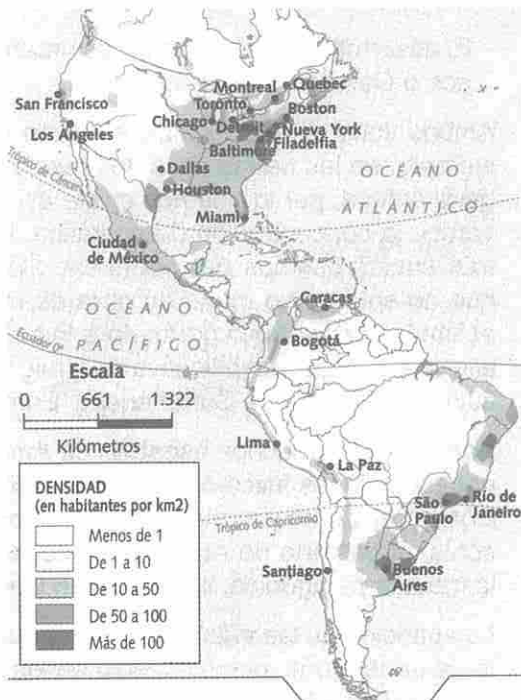 Montreal
Quebec
San Francisco
Toronto
Boston
Chicago
Detroit
Nueva York
Los Ángeles
Filadelfia
Baltimore
Dallas
OCÉANO
Trópico de Cáncer
Houston
ATLÁNTICO
Miami
Ciudad
de México
Caracas
OCÉANO
Bogotá
Ecuador 0°
PACÍFICO
Escala
0 661 1.322
Kilómetros
Lima
La Paz
DENSIDAD
(en habitantes por km2)
Menos de 1
De 1 a 10
De 10 a 50
De 50 a 100
Más de 100
São
Paulo
Río de
Janeiro
Trópico de Capricornio
Santiago
Buenos
Aires